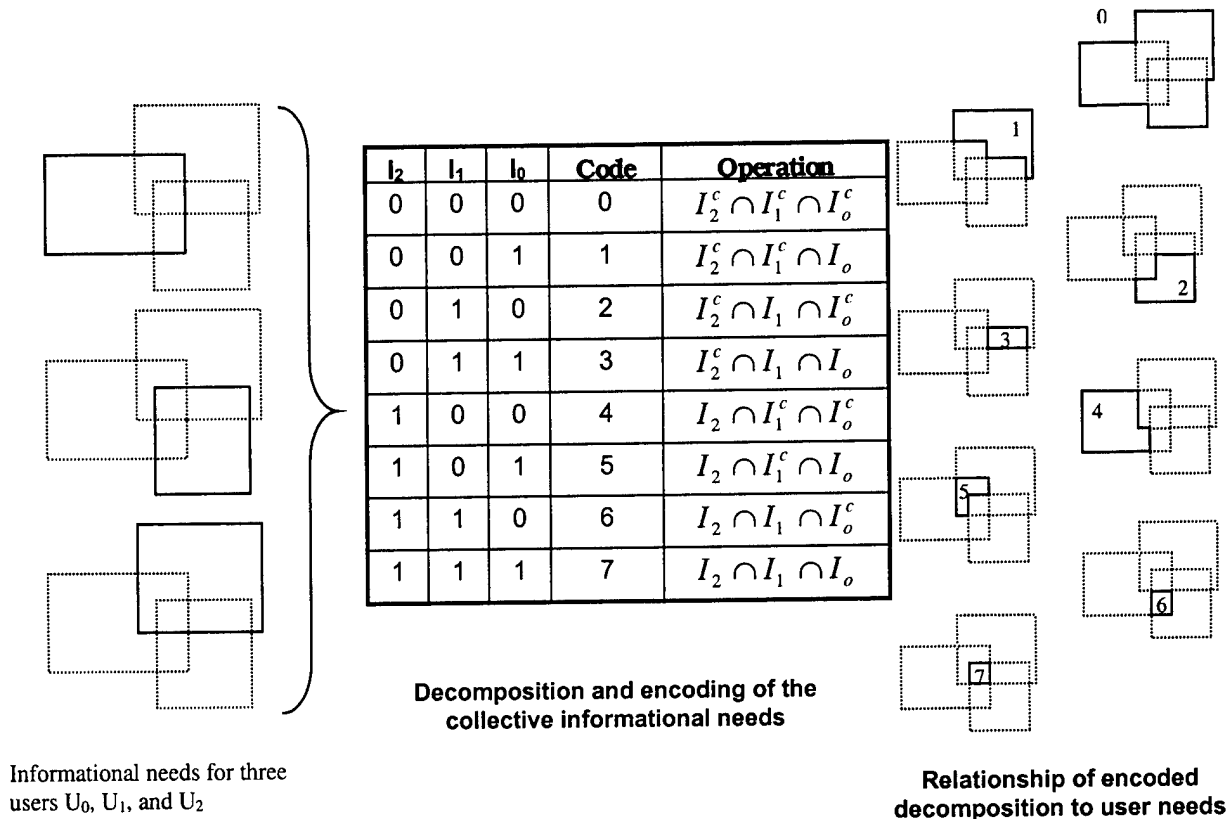 I₂ I₁ I₀ Code Operation
0 0 0 0 I₂ᶜ ∩ I₁ᶜ ∩ Iₒᶜ
0 0 1 1 I₂ᶜ ∩ I₁ᶜ ∩ Iₒ
0 1 0 2 I₂ᶜ ∩ I₁ ∩ Iₒᶜ
0 1 1 3 I₂ᶜ ∩ I₁ ∩ Iₒ
1 0 0 4 I₂ ∩ I₁ᶜ ∩ Iₒᶜ
1 0 1 5 I₂ ∩ I₁ᶜ ∩ Iₒ
1 1 0 6 I₂ ∩ I₁ ∩ Iₒᶜ
1 1 1 7 I₂ ∩ I₁ ∩ Iₒ
0
1
2
3
4
5
6
7
Decomposition and encoding of the
collective informational needs
Informational needs for three
users U₀, U₁, and U₂
Relationship of encoded
decomposition to user needs